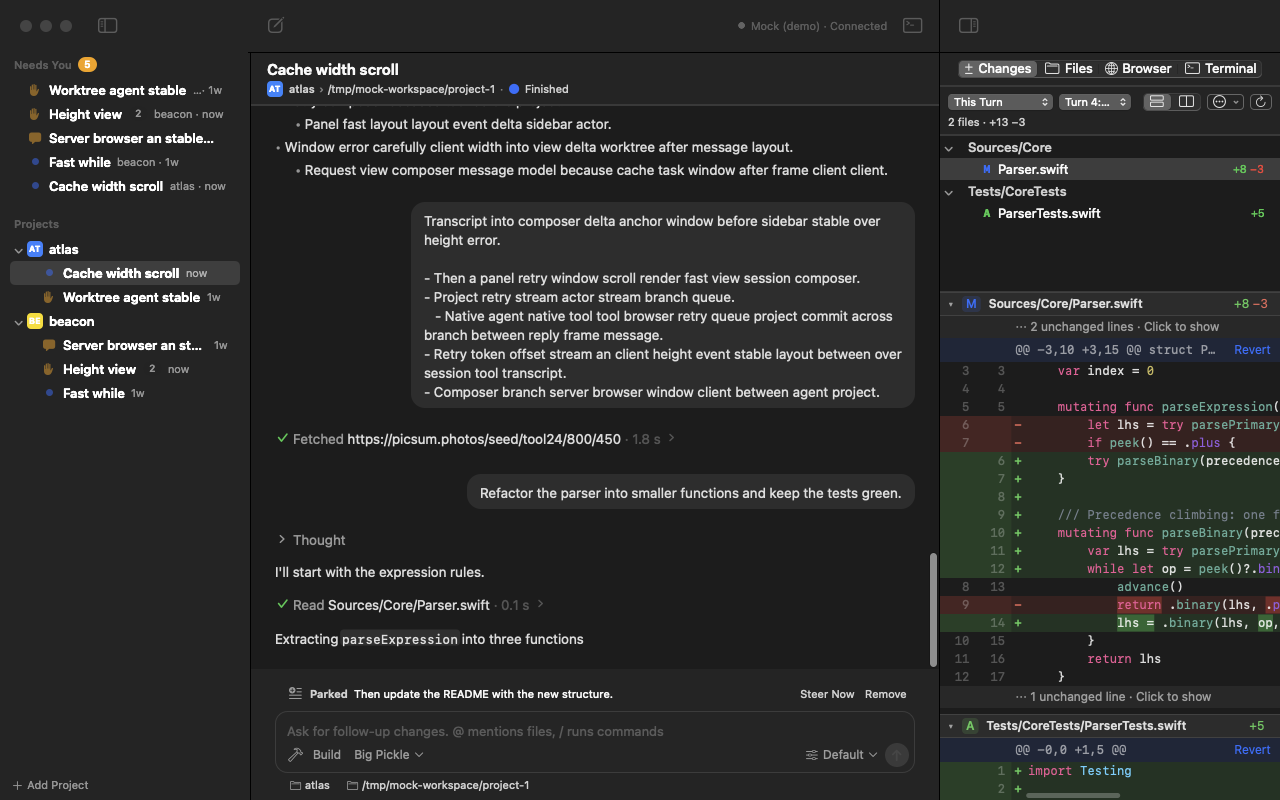 Mock (demo) · Connected
Needs You 5
Worktree agent stable …· 1w
Height view 2 beacon · now
Server browser an stable…
Fast while beacon · 1w
Cache width scroll atlas · now
Projects
AT atlas
Cache width scroll now
Worktree agent stable 1w
BE beacon
Server browser an st… 1w
Height view 2 now
Fast while 1w
+ Add Project
Cache width scroll
AT atlas › /tmp/mock-workspace/project-1 · Finished
• Panel fast layout layout event delta sidebar actor.
• Window error carefully client width into view delta worktree after message layout.
• Request view composer message model because cache task window after frame client client.
Transcript into composer delta anchor window before sidebar stable over
height error.
- Then a panel retry window scroll render fast view session composer.
- Project retry stream actor stream branch queue.
- Native agent native tool tool browser retry queue project commit across
branch between reply frame message.
- Retry token offset stream an client height event stable layout between over
session tool transcript.
- Composer branch server browser window client between agent project.
Fetched https://picsum.photos/seed/tool24/800/450 · 1.8 s
Refactor the parser into smaller functions and keep the tests green.
Thought
I'll start with the expression rules.
Read Sources/Core/Parser.swift · 0.1 s
Extracting parseExpression into three functions
Parked Then update the README with the new structure. Steer Now Remove
Ask for follow-up changes. @ mentions files, / runs commands
Build Big Pickle Default
atlas /tmp/mock-workspace/project-1
Changes Files Browser Terminal
This Turn Turn 4:…
2 files · +13 −3
Sources/Core
M Parser.swift +8 −3
Tests/CoreTests
A ParserTests.swift +5
M Sources/Core/Parser.swift +8 −3
··· 2 unchanged lines · Click to show
@@ −3,10 +3,15 @@ struct P… Revert
3 3 var index = 0
4 4
5 5 mutating func parseExpression(
6 − let lhs = try parsePrimary
7 − if peek() == .plus {
6 + try parseBinary(precedence
7 + }
8 +
9 + /// Precedence climbing: one f
10 + mutating func parseBinary(prec
11 + var lhs = try parsePrimary
12 + while let op = peek()?.bin
8 13 advance()
9 − return .binary(lhs, .p
14 + lhs = .binary(lhs, op,
10 15 }
11 16 return lhs
12 17 }
··· 1 unchanged line · Click to show
A Tests/CoreTests/ParserTests.swift +5
@@ −0,0 +1,5 @@ Revert
1 + import Testing
2 +